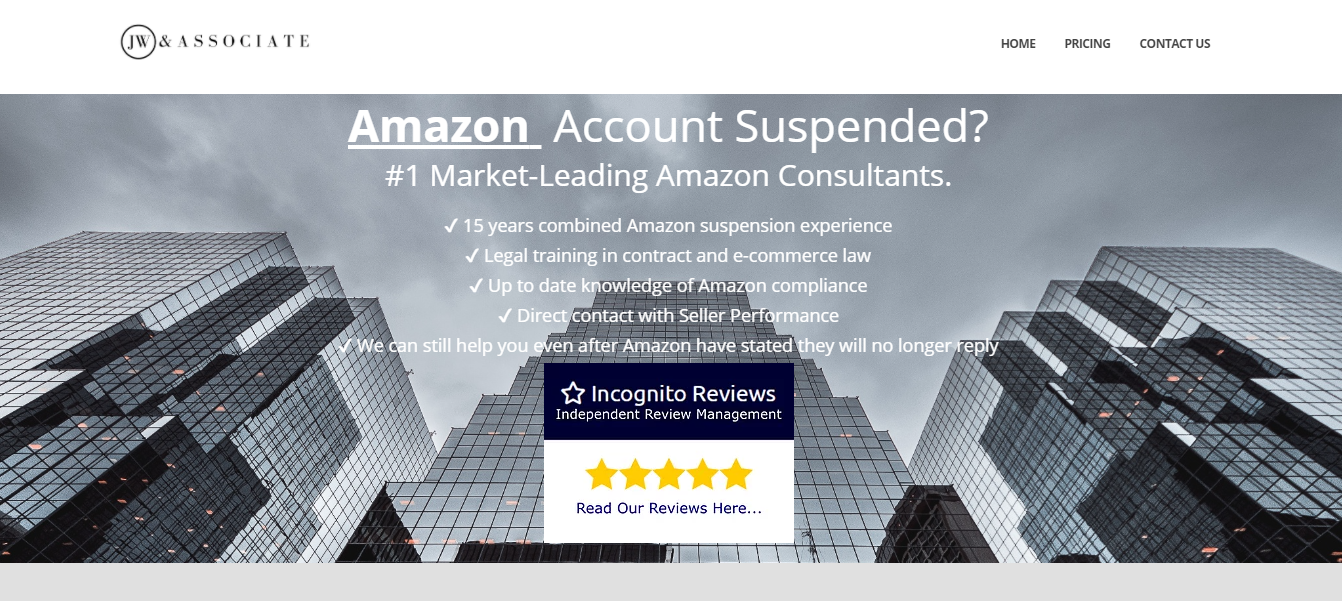 JW & ASSOCIATE
HOME PRICING CONTACT US
Amazon Account Suspended?
#1 Market-Leading Amazon Consultants.
✓ 15 years combined Amazon suspension experience
✓ Legal training in contract and e-commerce law
✓ Up to date knowledge of Amazon compliance
✓ Direct contact with Seller Performance
✓ We can still help you even after Amazon have stated they will no longer reply
Incognito Reviews
Independent Review Management
Read Our Reviews Here...